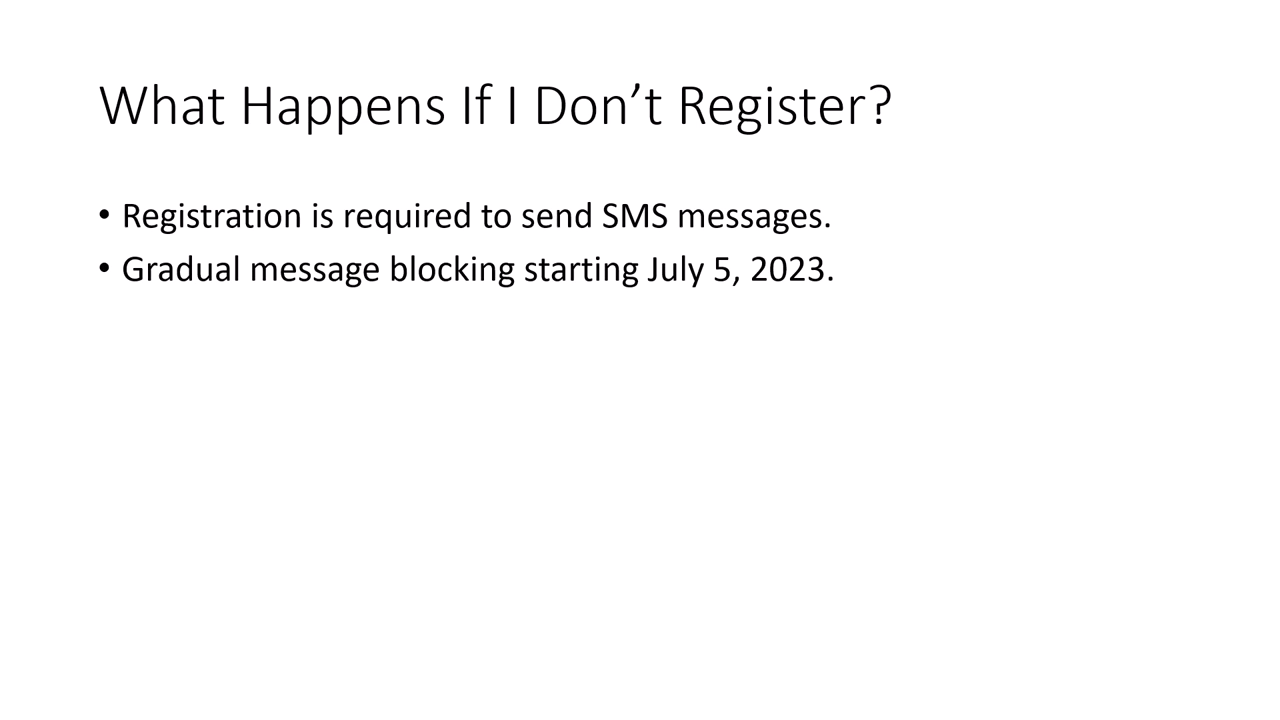 What Happens If I Don’t Register?
• Registration is required to send SMS messages.
• Gradual message blocking starting July 5, 2023.